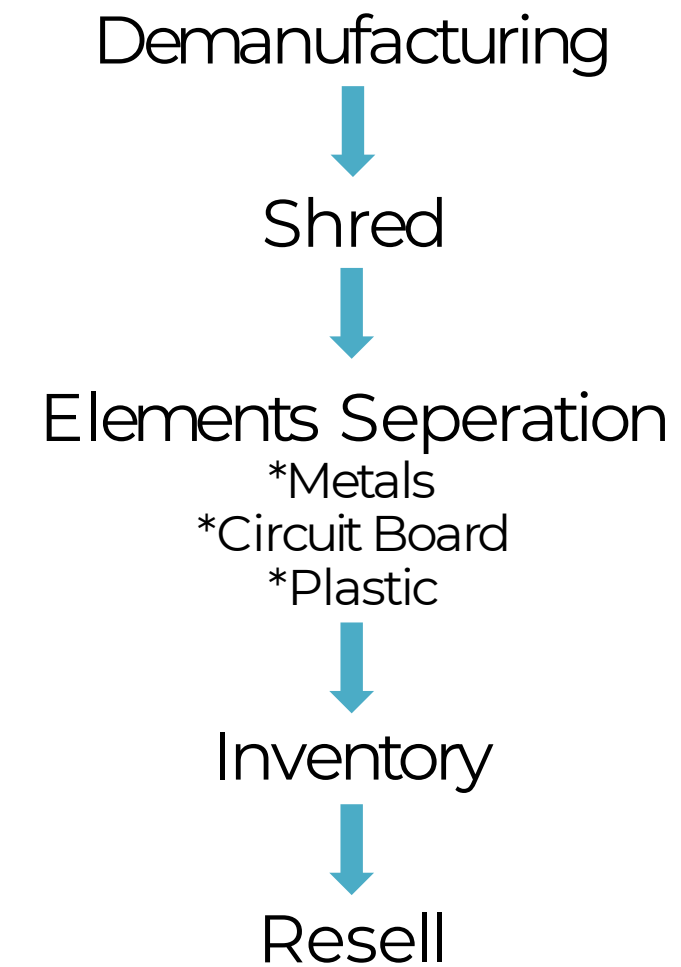 Demanufacturing
Shred
Elements Seperation
*Metals
*Circuit Board
*Plastic
Inventory
Resell